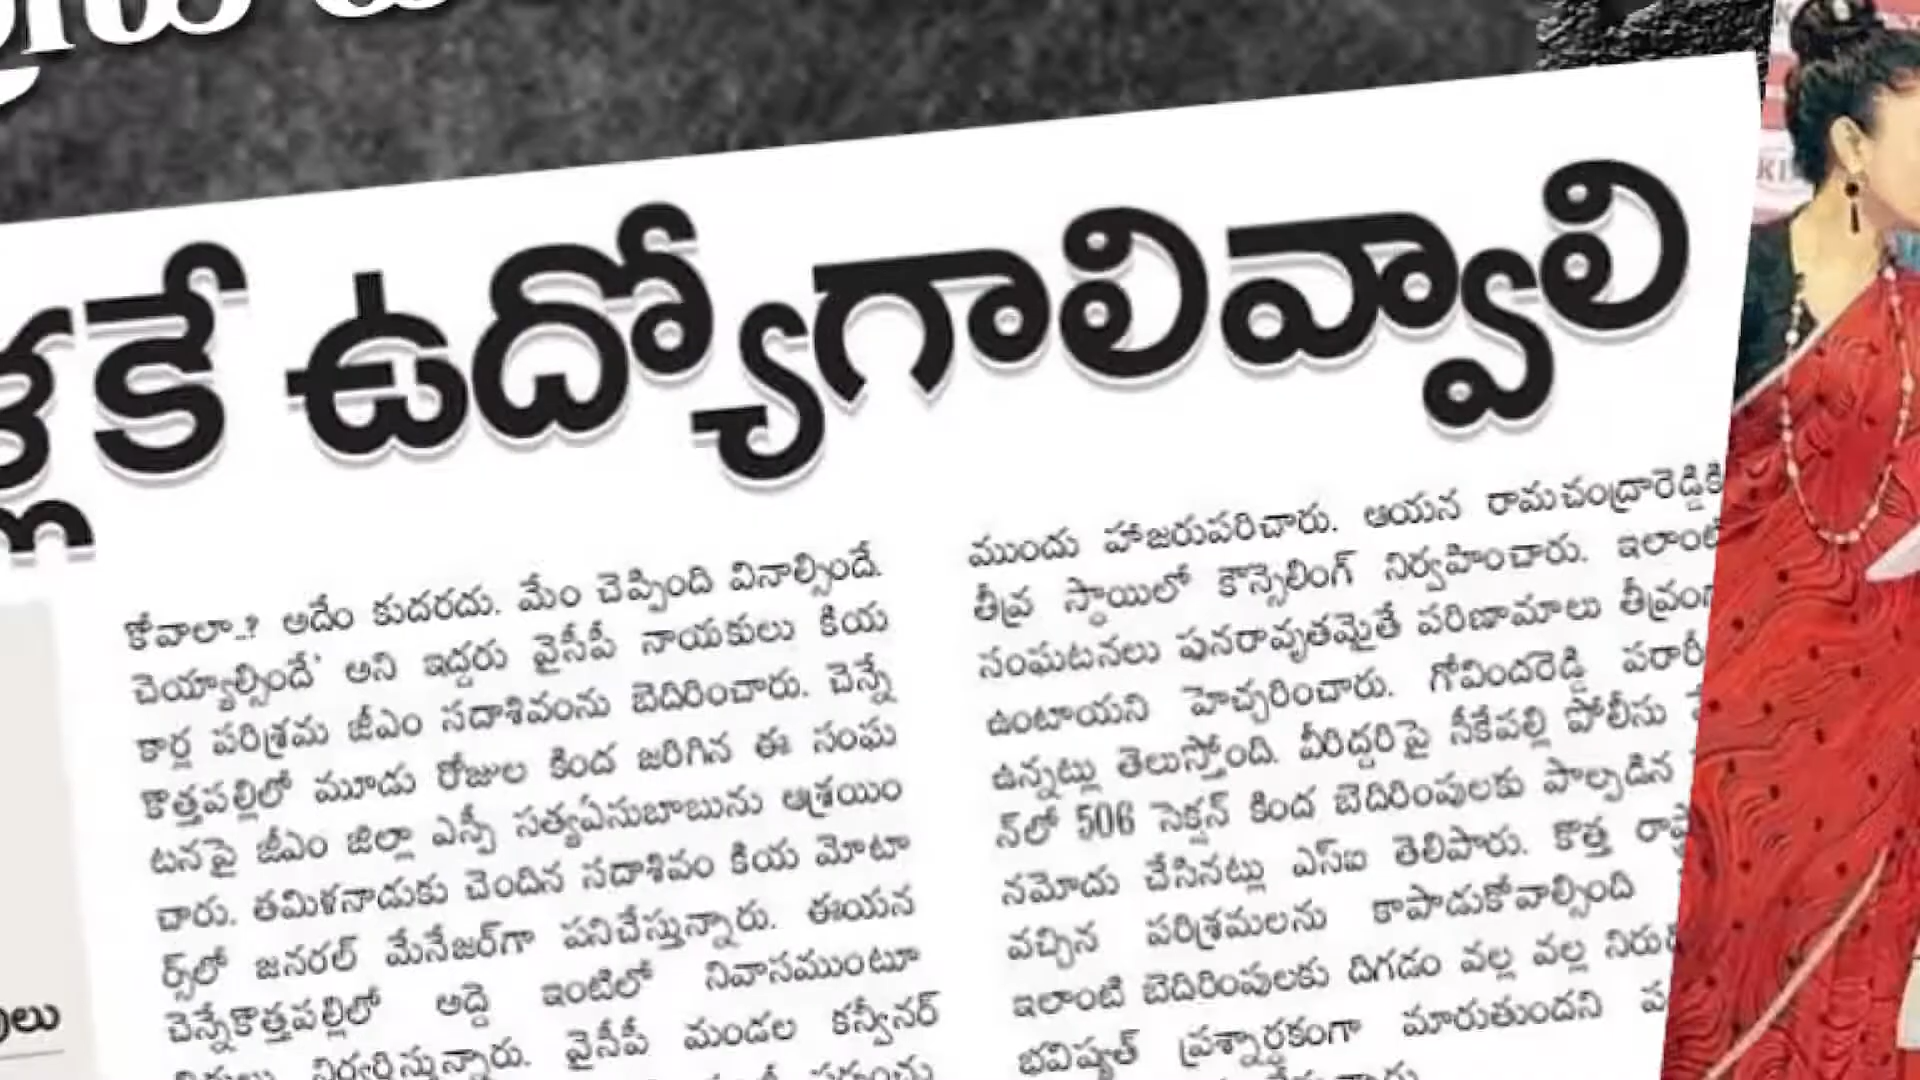 ళ్లకే ఉద్యోగాలివ్వాలి
కోవాలా..? అదేం కుదరదు. మేం చెప్పింది వినాల్సిందే.
చెయ్యాల్సిందే' అని ఇద్దరు వైసీపీ నాయకులు కియ
కార్ల పరిశ్రమ జీఎం సదాశివంను బెదిరించారు. చెన్నే
కొత్తపల్లిలో మూడు రోజుల కింద జరిగిన ఈ సంఘ
టనపై జీఎం జిల్లా ఎస్పీ సత్యఏసుబాబును ఆశ్రయిం
చారు. తమిళనాడుకు చెందిన సదాశివం కియ మోటా
ర్స్‌లో జనరల్ మేనేజర్‌గా పనిచేస్తున్నారు. ఈయన
చెన్నేకొత్తపల్లిలో అద్దె ఇంటిలో నివాసముంటూ
నిర్వర్తిస్తున్నారు. వైసీపీ మండల కన్వీనర్
ముందు హాజరుపరిచారు. ఆయన రామచంద్రారెడ్డికి
తీవ్ర స్థాయిలో కౌన్సెలింగ్ నిర్వహించారు. ఇలాంటి
సంఘటనలు పునరావృతమైతే పరిణామాలు తీవ్రంగా
ఉంటాయని హెచ్చరించారు. గోవిందరెడ్డి పరారీ
ఉన్నట్లు తెలుస్తోంది. వీరిద్దరిపై సీకేపల్లి పోలీసు
న్‌లో 506 సెక్షన్ కింద బెదిరింపులకు పాల్పడిన
నమోదు చేసినట్లు ఎస్ఐ తెలిపారు. కొత్త
వచ్చిన పరిశ్రమలను కాపాడుకోవాల్సింది
ఇలాంటి బెదిరింపులకు దిగడం వల్ల వల్ల
భవిష్యత్ ప్రశ్నార్థకంగా మారుతుందని